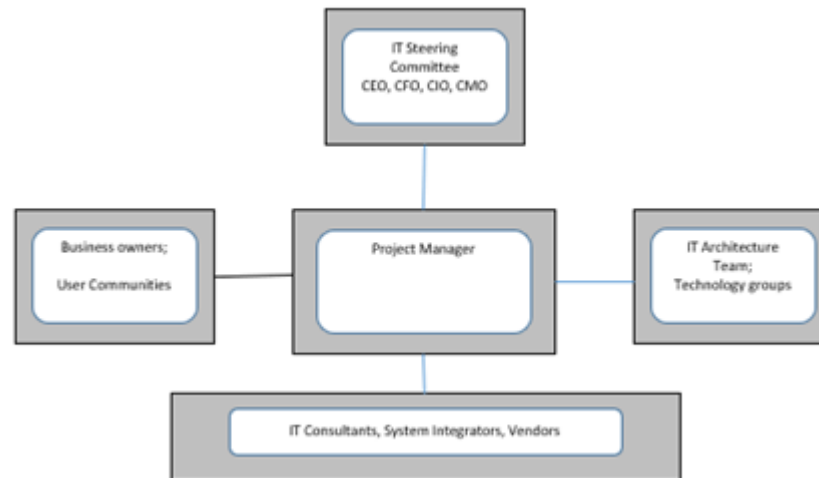 IT Steering
Committee
CEO, CFO, CIO, CMO
Business owners;
User Communities
Project Manager
IT Architecture
Team;
Technology groups
IT Consultants, System Integrators, Vendors